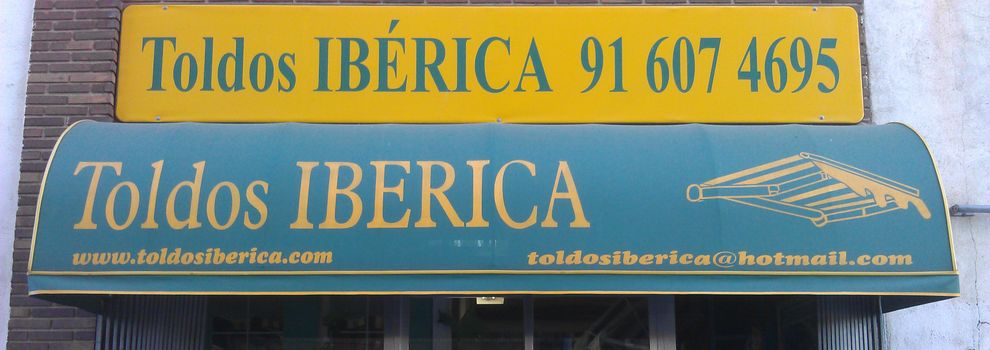 Toldos IBÉRICA 91 607 4695
Toldos IBERICA
www.toldosiberica.com
toldosiberica@hotmail.com